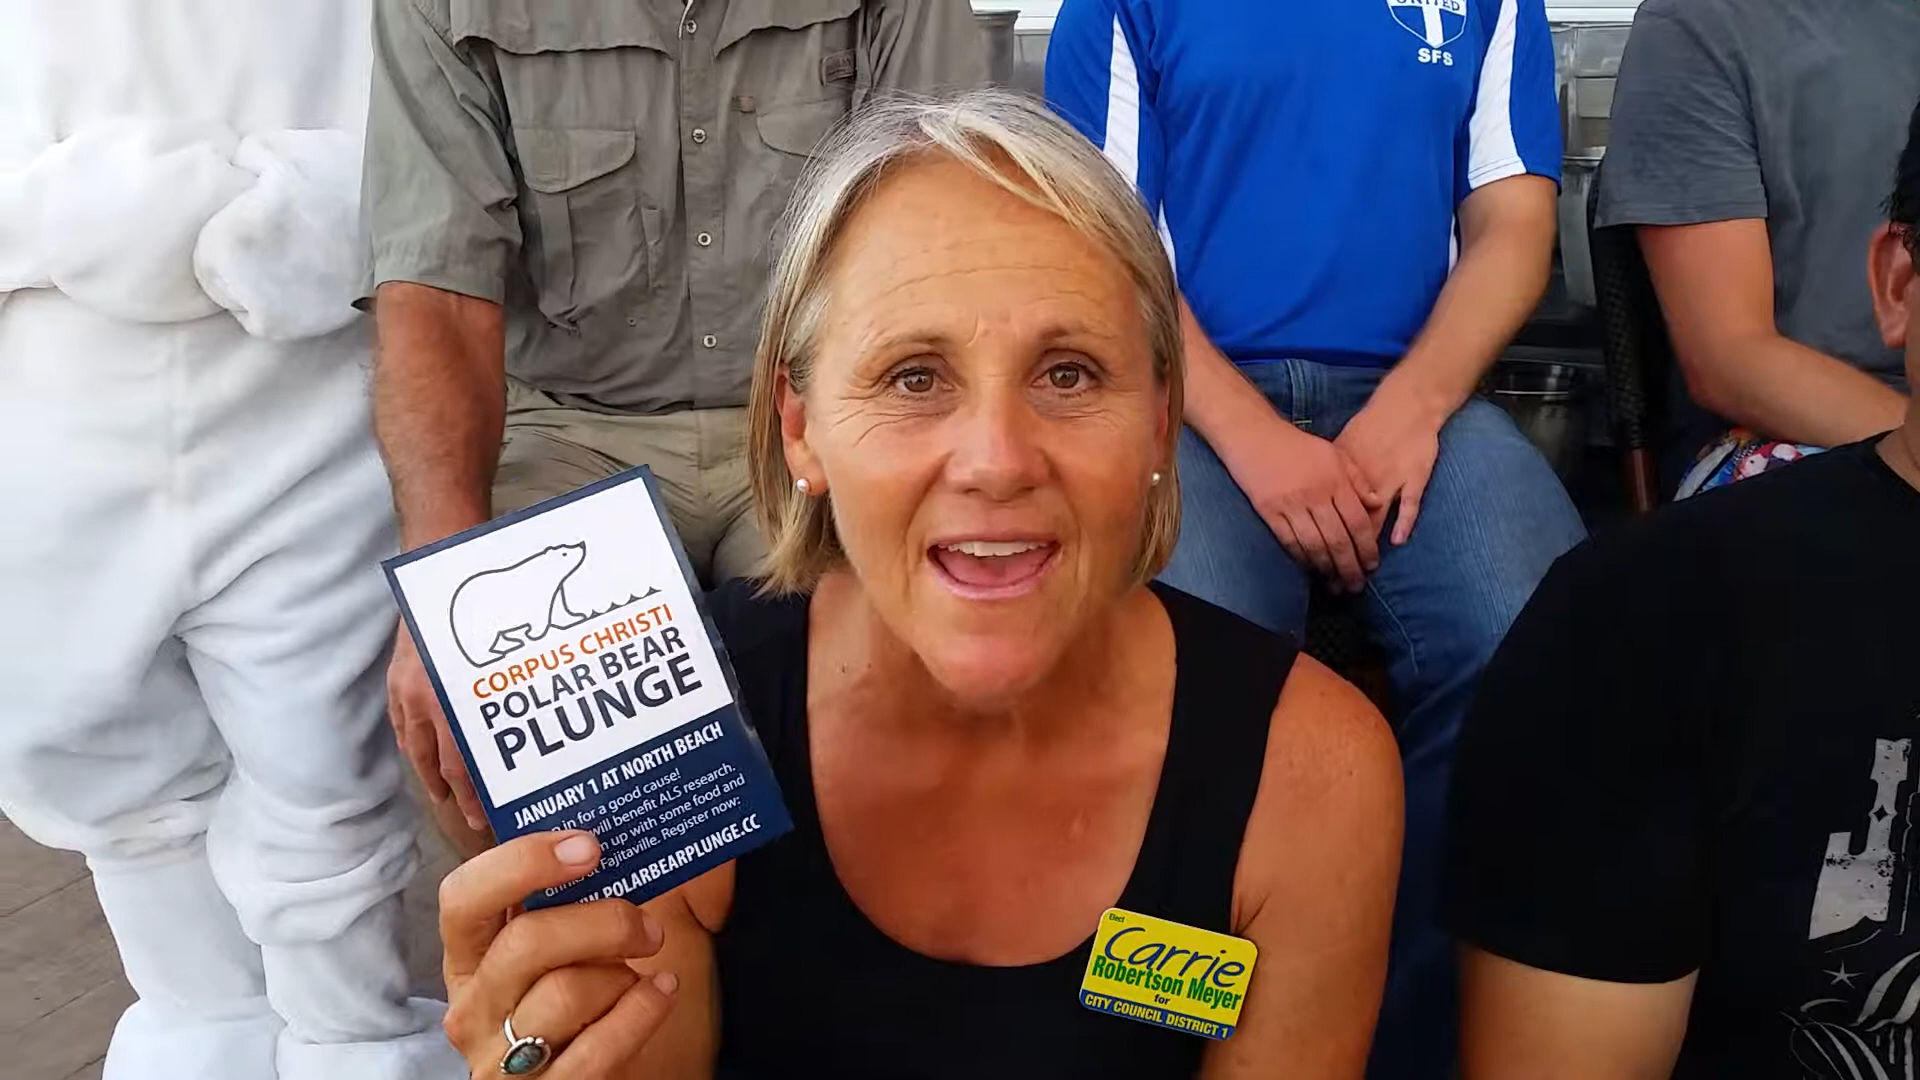 UNITED
SFS
CORPUS CHRISTI
POLAR BEAR
PLUNGE
JANUARY 1 AT NORTH BEACH
in for a good cause!
will benefit ALS research.
up with some food and
at Fajitaville. Register now:
POLARBEARPLUNGE.CC
Elect
Carrie
Robertson Meyer
for
CITY COUNCIL DISTRICT 1